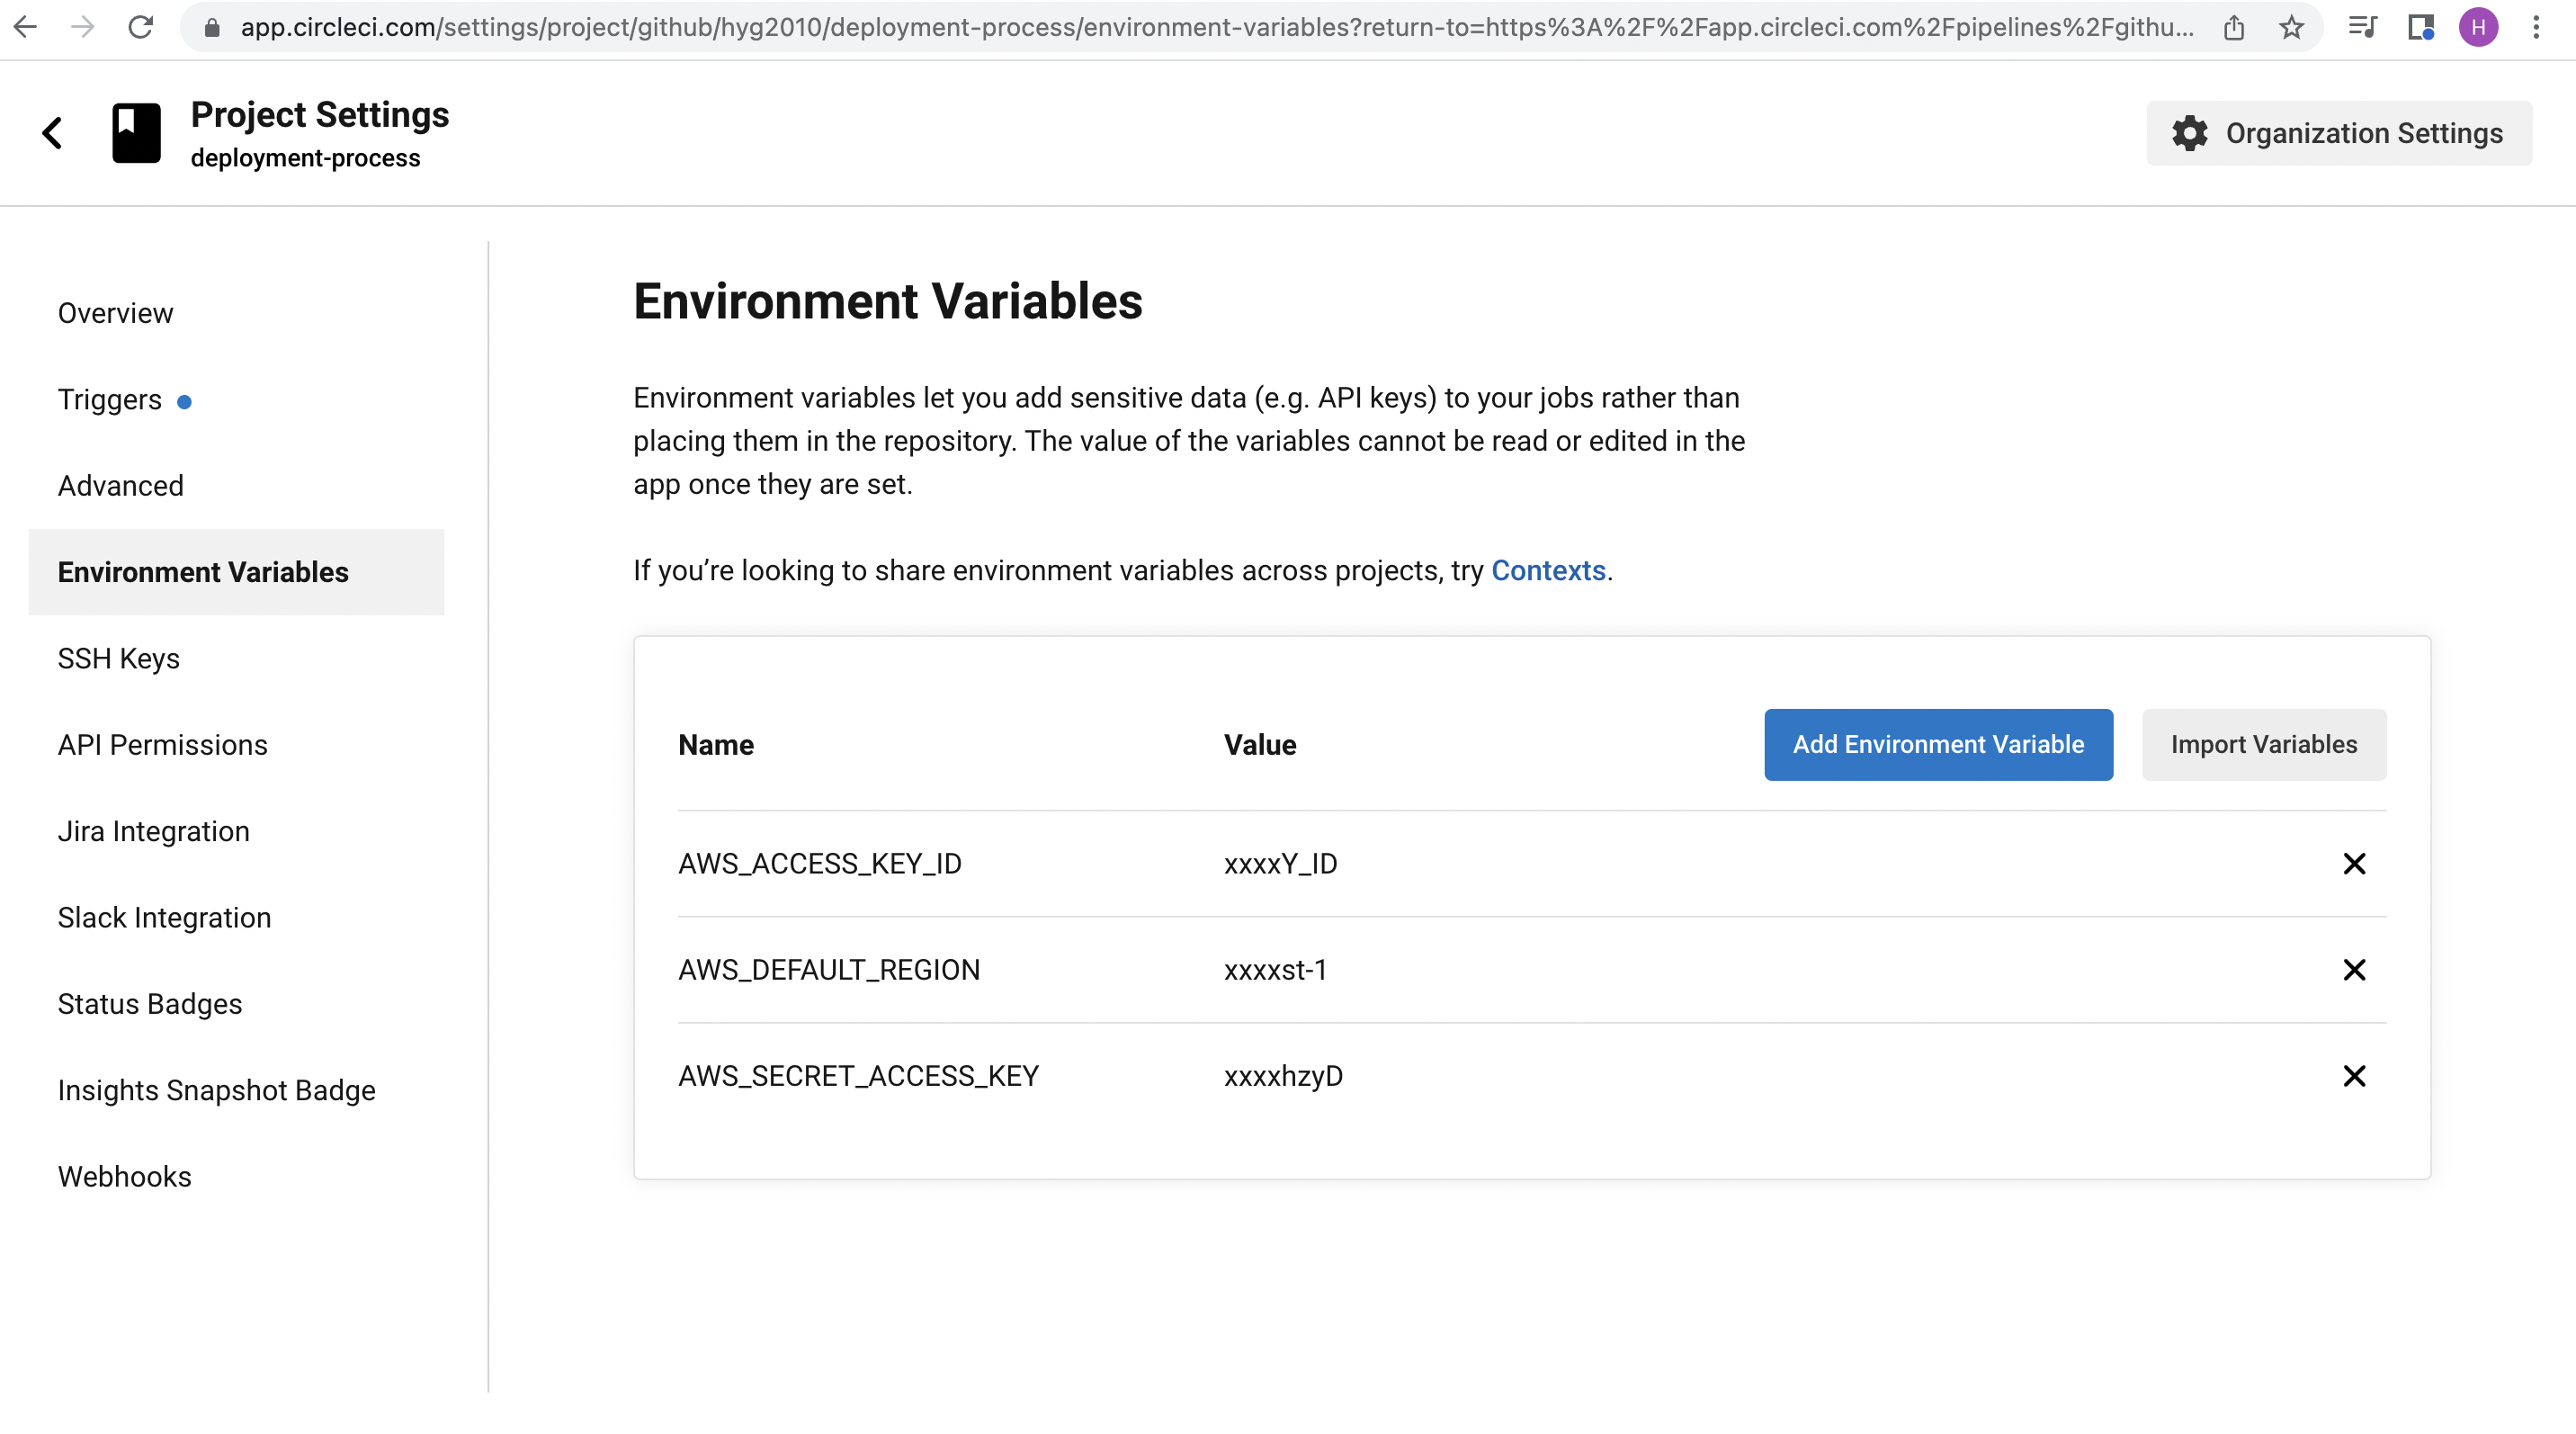 app.circleci.com/settings/project/github/hyg2010/deployment-process/environment-variables?return-to=https%3A%2F%2Fapp.circleci.com%2Fpipelines%2Fgithu...
H
Project Settings
deployment-process
Organization Settings
Overview
Triggers
Advanced
Environment Variables
SSH Keys
API Permissions
Jira Integration
Slack Integration
Status Badges
Insights Snapshot Badge
Webhooks
Environment Variables
Environment variables let you add sensitive data (e.g. API keys) to your jobs rather than
placing them in the repository. The value of the variables cannot be read or edited in the
app once they are set.
If you’re looking to share environment variables across projects, try Contexts.
Name Value Add Environment Variable Import Variables
AWS_ACCESS_KEY_ID xxxxY_ID
AWS_DEFAULT_REGION xxxxst-1
AWS_SECRET_ACCESS_KEY xxxxhzyD